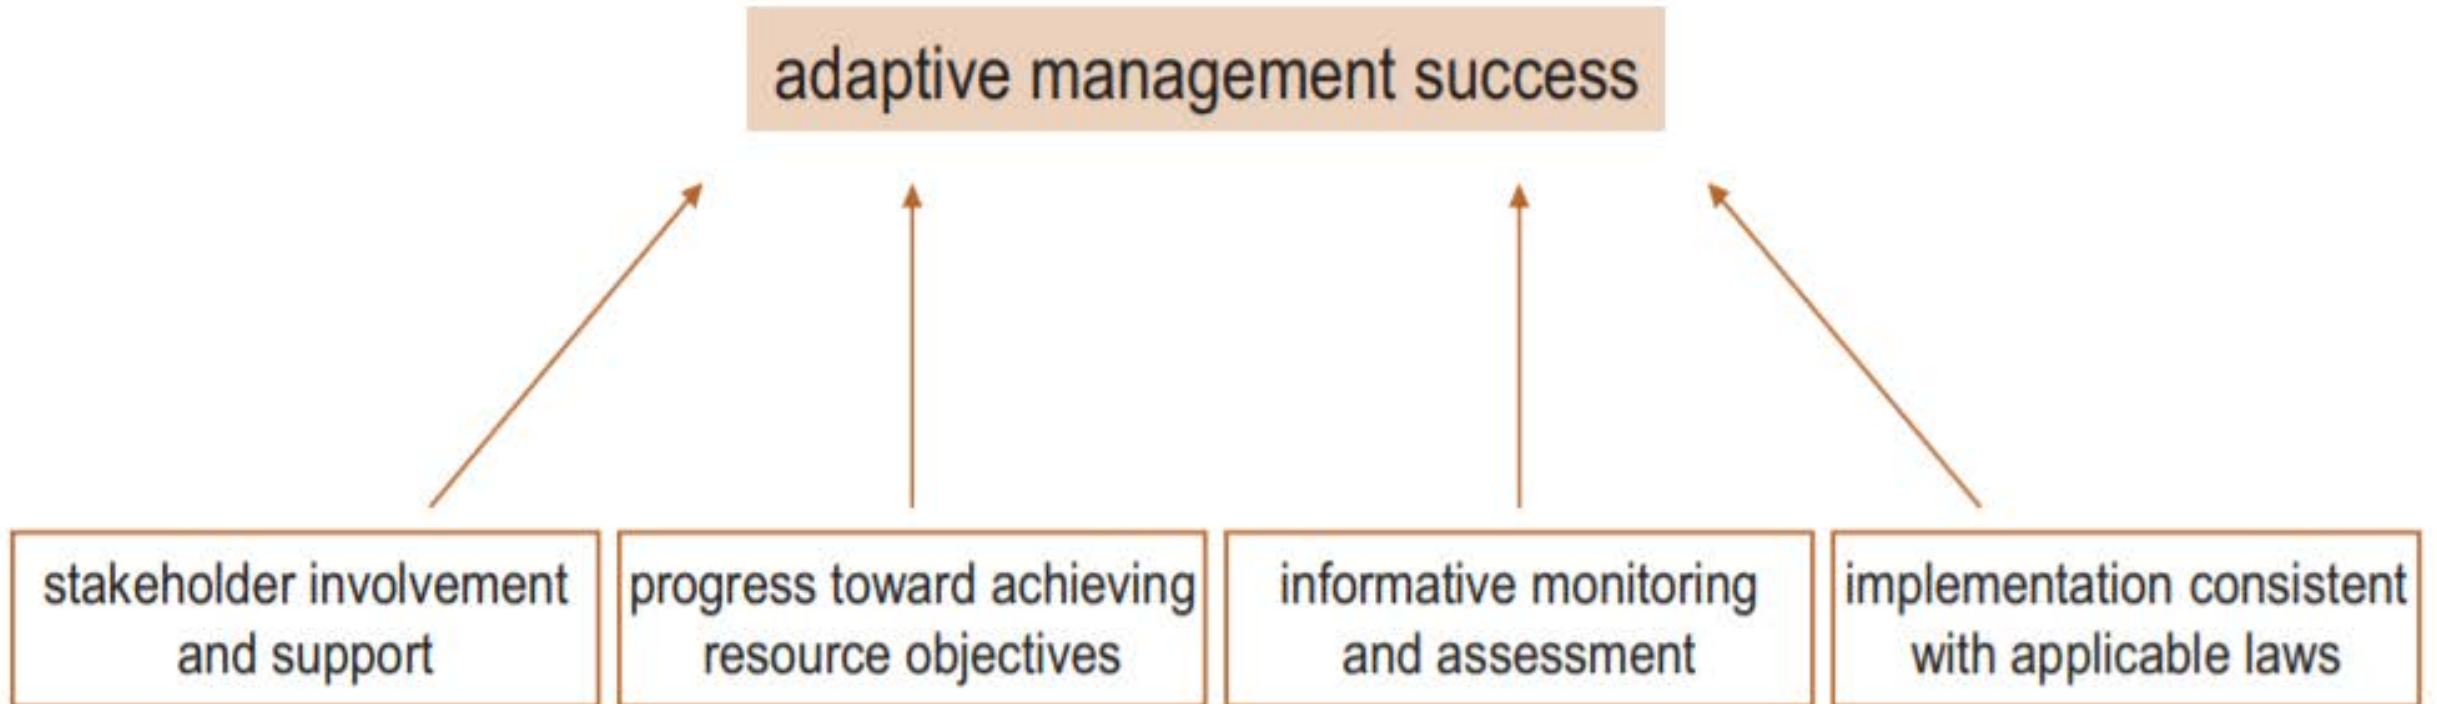 adaptive management success
stakeholder involvement
and support
progress toward achieving
resource objectives
informative monitoring
and assessment
implementation consistent
with applicable laws